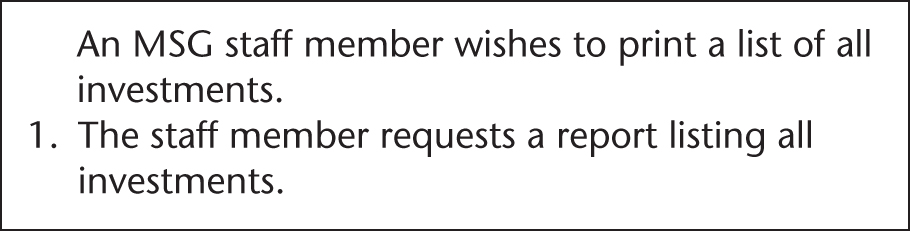 An MSG staff member wishes to print a list of all
investments.
1. The staff member requests a report listing all
investments.